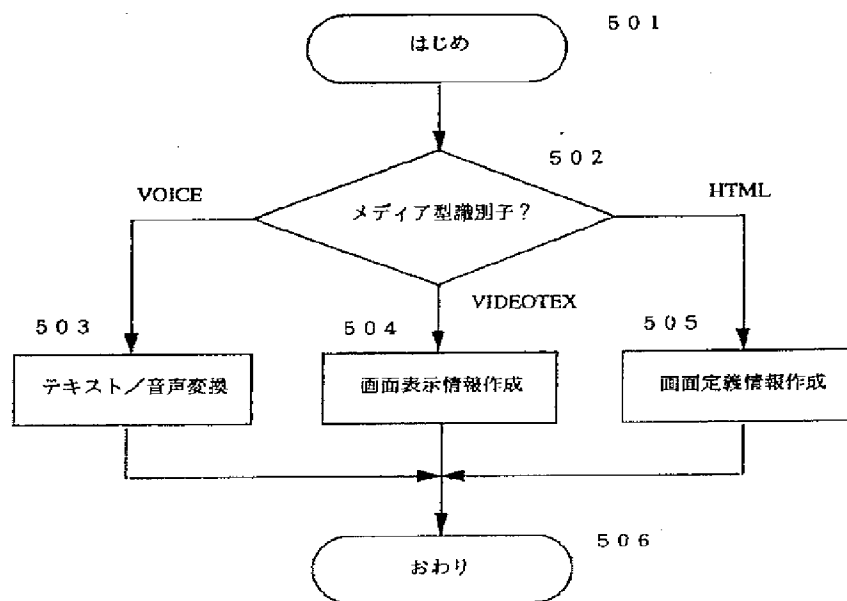 はじめ
５０１
５０２
メディア型識別子？
VOICE
HTML
VIDEOTEX
５０３
５０４
５０５
テキスト／音声変換
画面表示情報作成
画面定義情報作成
５０６
おわり